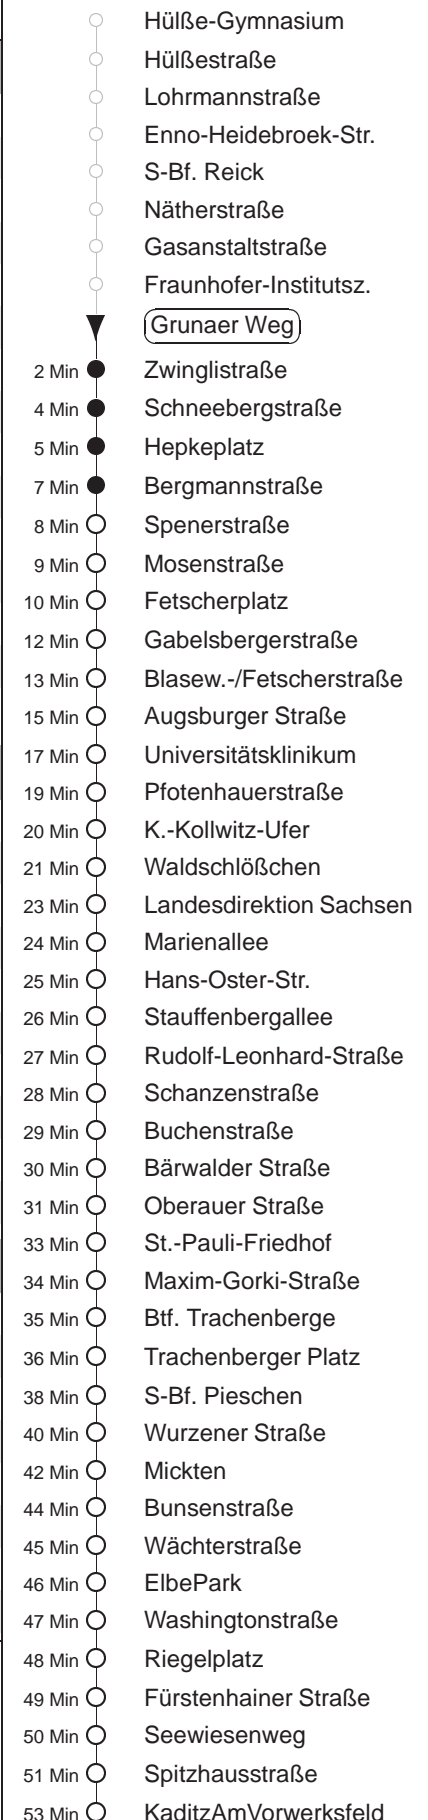 Hülße-Gymnasium
Hülßestraße
Lohrmannstraße
Enno-Heidebroek-Str.
S-Bf. Reick
Nätherstraße
Gasanstaltstraße
Fraunhofer-Institutsz.
Grunaer Weg
2 Min Zwinglistraße
4 Min Schneebergstraße
5 Min Hepkeplatz
7 Min Bergmannstraße
8 Min Spenerstraße
9 Min Mosenstraße
10 Min Fetscherplatz
12 Min Gabelsbergerstraße
13 Min Blasew.-/Fetscherstraße
15 Min Augsburger Straße
17 Min Universitätsklinikum
19 Min Pfotenhauerstraße
20 Min K.-Kollwitz-Ufer
21 Min Waldschlößchen
23 Min Landesdirektion Sachsen
24 Min Marienallee
25 Min Hans-Oster-Str.
26 Min Stauffenbergallee
27 Min Rudolf-Leonhard-Straße
28 Min Schanzenstraße
29 Min Buchenstraße
30 Min Bärwalder Straße
31 Min Oberauer Straße
33 Min St.-Pauli-Friedhof
34 Min Maxim-Gorki-Straße
35 Min Btf. Trachenberge
36 Min Trachenberger Platz
38 Min S-Bf. Pieschen
40 Min Wurzener Straße
42 Min Mickten
44 Min Bunsenstraße
45 Min Wächterstraße
46 Min ElbePark
47 Min Washingtonstraße
48 Min Riegelplatz
49 Min Fürstenhainer Straße
50 Min Seewiesenweg
51 Min Spitzhausstraße
53 Min KaditzAmVorwerksfeld